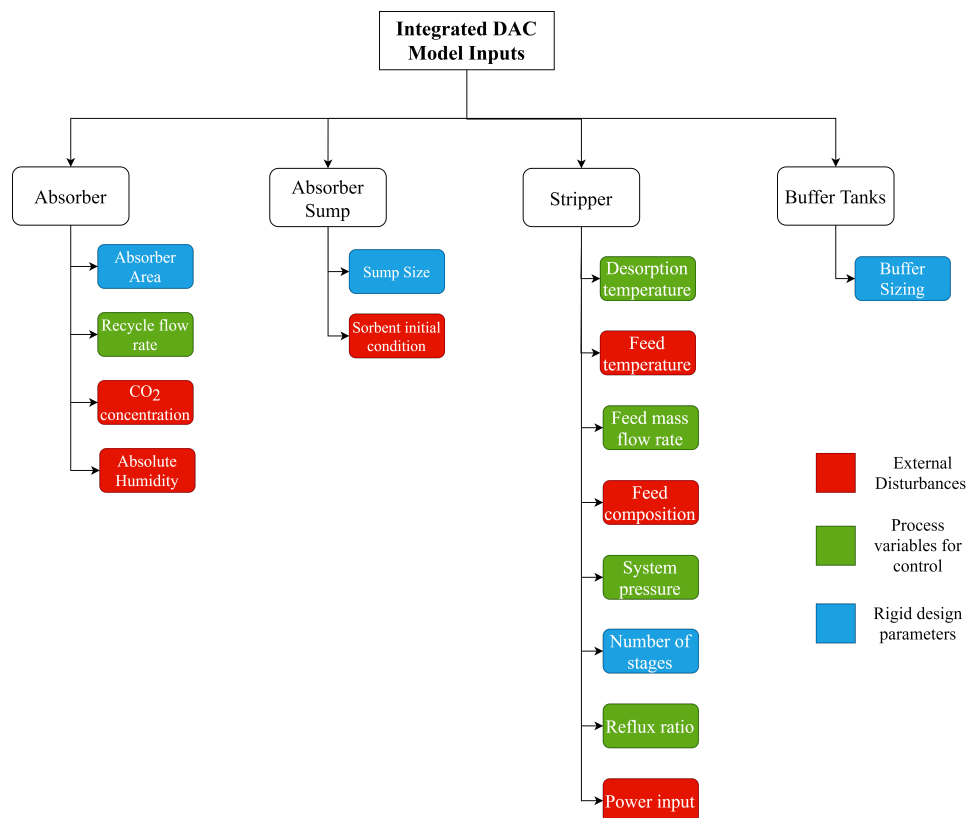 Integrated DAC
Model Inputs
Absorber
Absorber
Area
Recycle flow
rate
CO2
concentration
Absolute
Humidity
Absorber
Sump
Sump Size
Sorbent initial
condition
Stripper
Desorption
temperature
Feed
temperature
Feed mass
flow rate
Feed
composition
System
pressure
Number of
stages
Reflux ratio
Power input
Buffer Tanks
Buffer
Sizing
External
Disturbances
Process
variables for
control
Rigid design
parameters